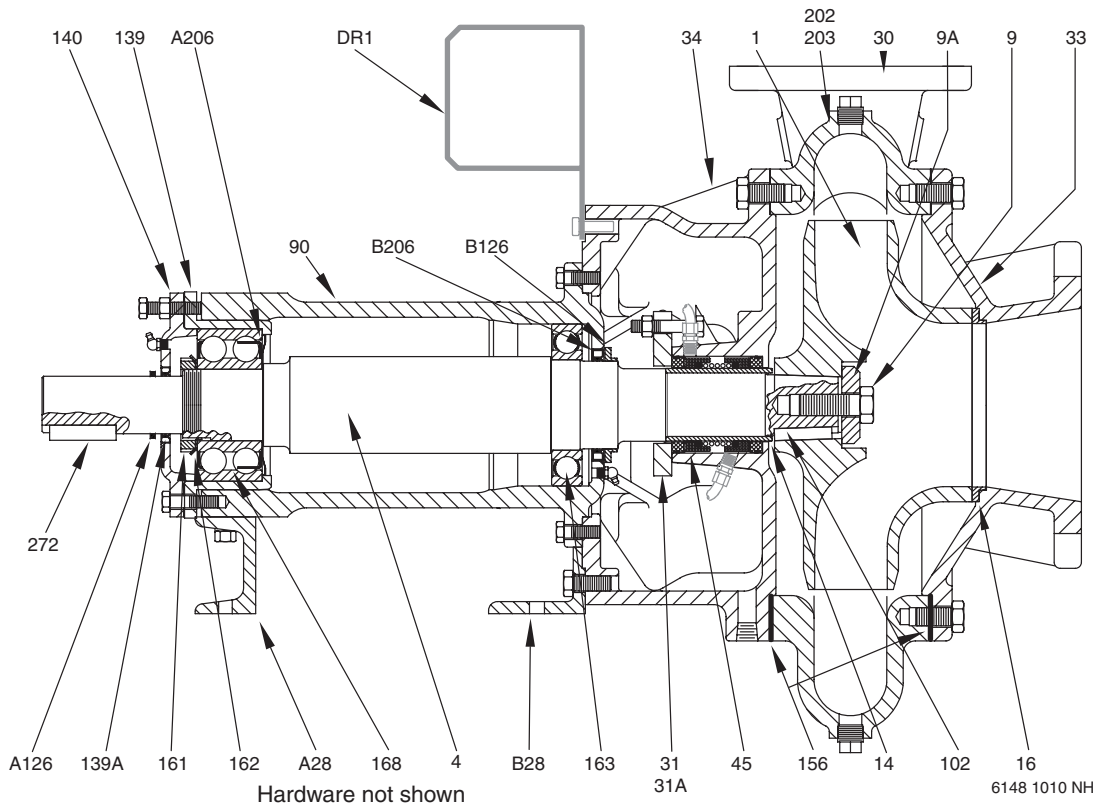 202
140 139 A206 DR1 34 1 203 30 9A 9 33
B206 B126
90
272
A126 139A 161 162 A28 168 4 B28 163 31 45 156 14 102 16
31A
6148 1010 NH
Hardware not shown